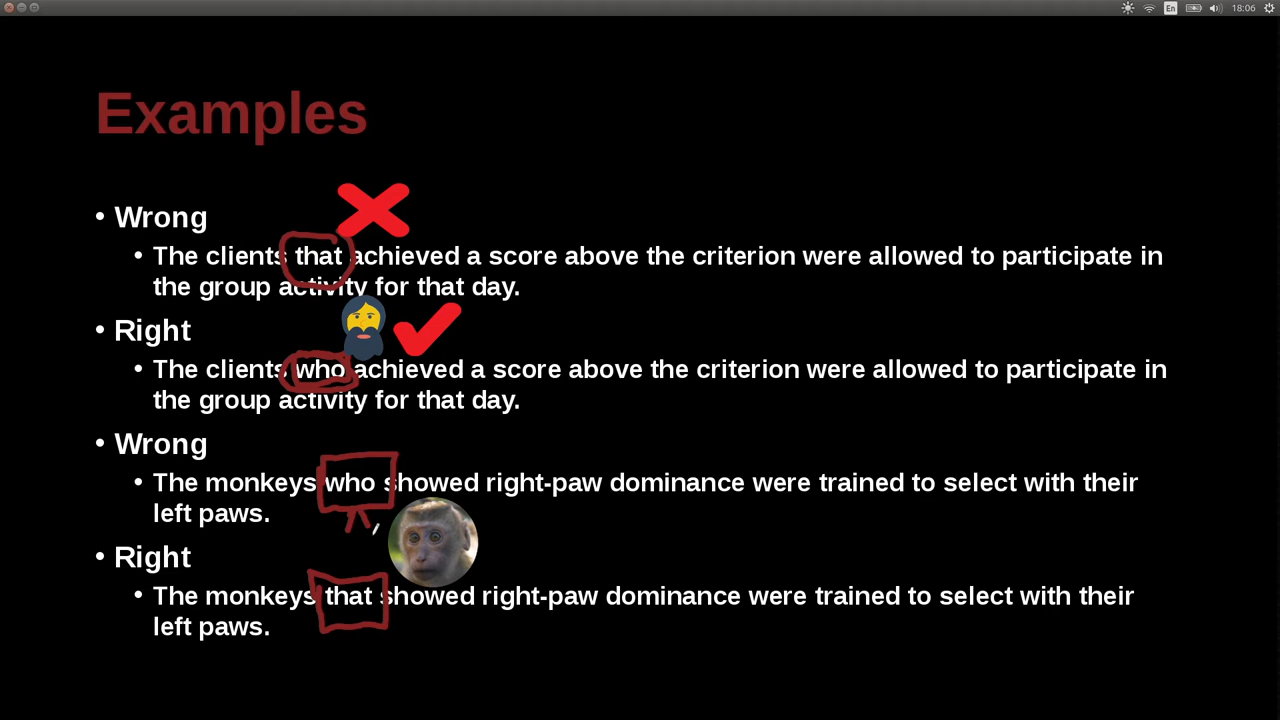 En 18:06
Examples
• Wrong
• The clients that achieved a score above the criterion were allowed to participate in
the group activity for that day.
• Right
• The clients who achieved a score above the criterion were allowed to participate in
the group activity for that day.
• Wrong
• The monkeys who showed right-paw dominance were trained to select with their
left paws.
• Right
• The monkeys that showed right-paw dominance were trained to select with their
left paws.